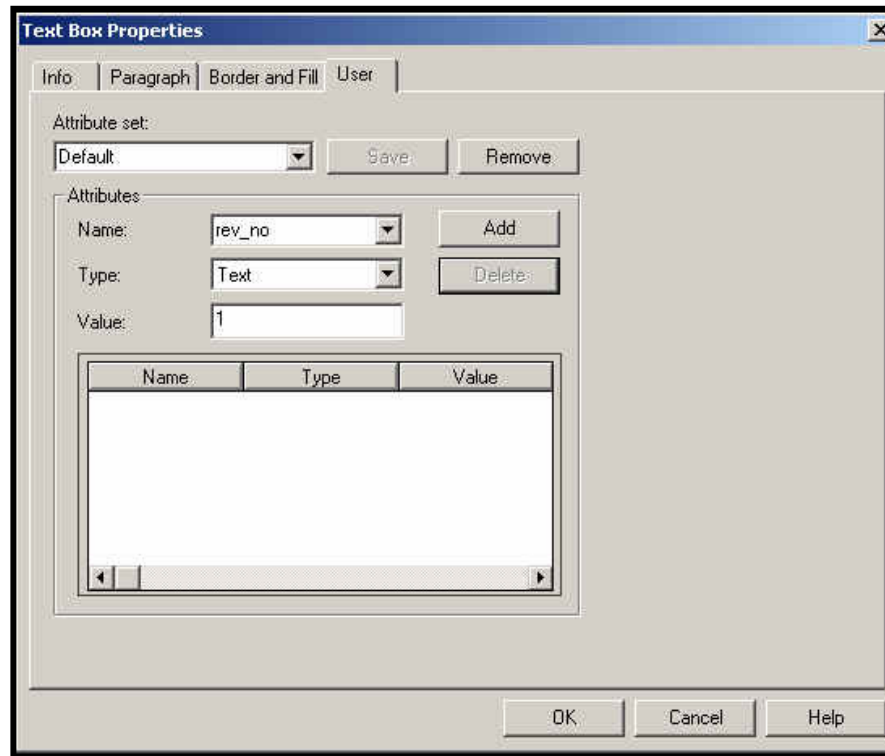 Text Box Properties
Info Paragraph Border and Fill User
Attribute set:
Default Save Remove
Attributes
Name: rev_no Add
Type: Text Delete
Value: 1
Name Type Value
OK Cancel Help